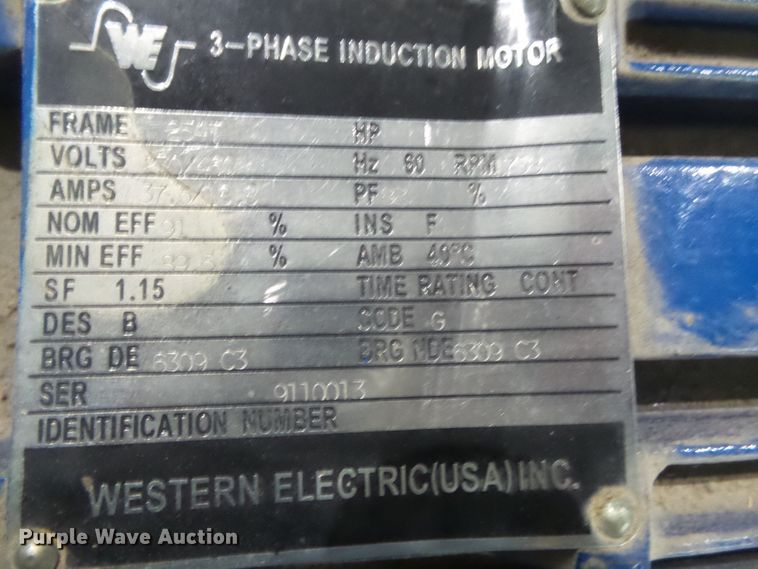 WE 3-PHASE INDUCTION MOTOR
FRAME HP
VOLTS Hz 60 RPM
AMPS PF %
NOM EFF 91 % INS F
MIN EFF % AMB 40°C
SF 1.15 TIME RATING CONT
DES B CODE G
BRG DE 6309 C3 BRG NDE 6309 C3
SER 9110013
IDENTIFICATION NUMBER
WESTERN ELECTRIC(USA)INC.
Purple Wave Auction